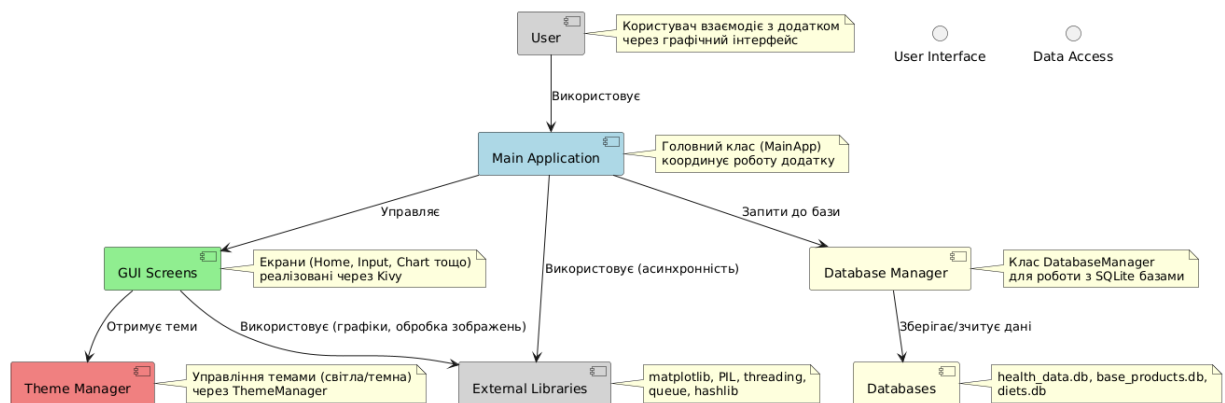 User
Користувач взаємодіє з додатком
через графічний інтерфейс
User Interface
Data Access
Використовує
Main Application
Головний клас (MainApp)
координує роботу додатку
Управляє
Запити до бази
GUI Screens
Екрани (Home, Input, Chart тощо)
реалізовані через Kivy
Використовує (асинхронність)
Database Manager
Клас DatabaseManager
для роботи з SQLite базами
Отримує теми
Використовує (графіки, обробка зображень)
Зберігає/зчитує дані
Theme Manager
Управління темами (світла/темна)
через ThemeManager
External Libraries
matplotlib, PIL, threading,
queue, hashlib
Databases
health_data.db, base_products.db,
diets.db